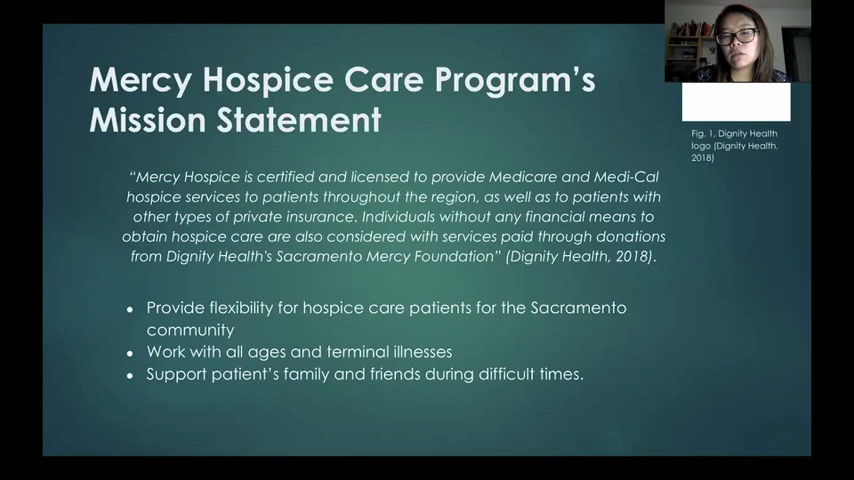 Mercy Hospice Care Program's
Mission Statement
Fig. 1, Dignity Health
logo (Dignity Health,
2018)
"Mercy Hospice is certified and licensed to provide Medicare and Medi-Cal
hospice services to patients throughout the region, as well as to patients with
other types of private insurance. Individuals without any financial means to
obtain hospice care are also considered with services paid through donations
from Dignity Health's Sacramento Mercy Foundation" (Dignity Health, 2018).
• Provide flexibility for hospice care patients for the Sacramento
community
• Work with all ages and terminal illnesses
• Support patient's family and friends during difficult times.